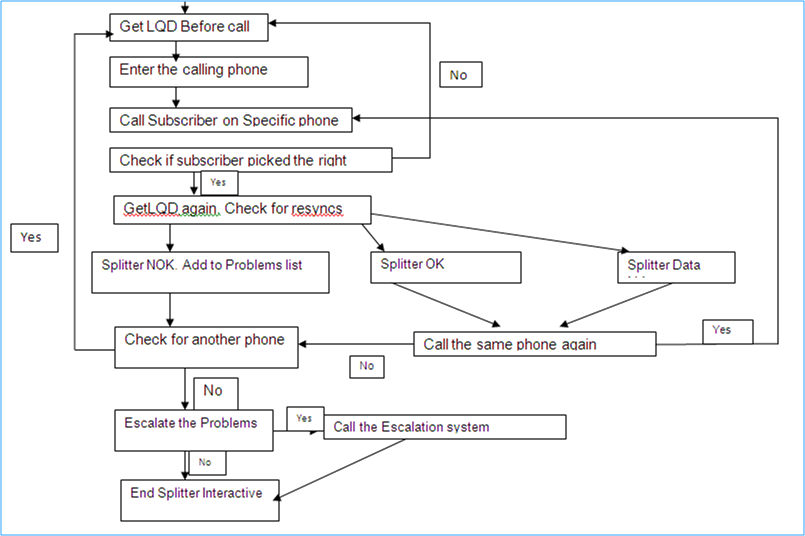 Get LQD Before call
Enter the calling phone
No
Call Subscriber on Specific phone
Check if subscriber picked the right
Yes
GetLQD again. Check for resyncs
Yes
Splitter NOK. Add to Problems list
Splitter OK
Splitter Data
Check for another phone
Call the same phone again
Yes
No
No
Escalate the Problems
Yes
Call the Escalation system
No
End Splitter Interactive